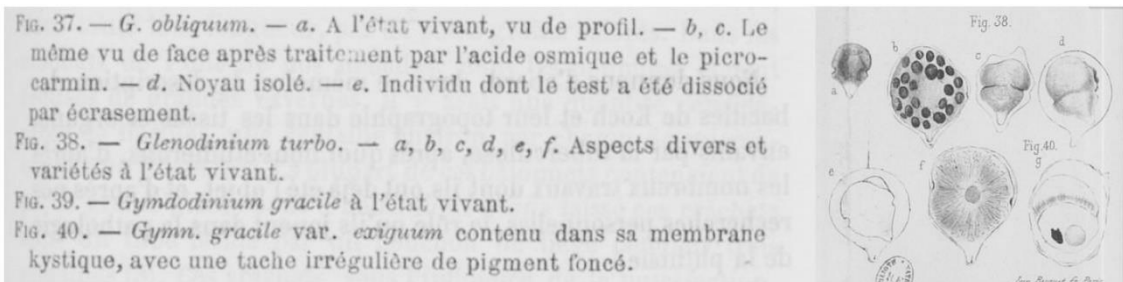 FIG. 37. — G. obliquum. — a. A l'état vivant, vu de profil. — b, c. Le
même vu de face après traitement par l'acide osmique et le picro-
carmin. — d. Noyau isolé. — e. Individu dont le test a été dissocié
par écrasement.
FIG. 38. — Glenodinium turbo. — a, b, c, d, e, f. Aspects divers et
variétés à l'état vivant.
FIG. 39. — Gymdodinium gracile à l'état vivant.
FIG. 40. — Gymn. gracile var. exiguum contenu dans sa membrane
kystique, avec une tache irrégulière de pigment foncé.
Fig. 38.
a
b
c
d
e
f
Fig. 40.
g